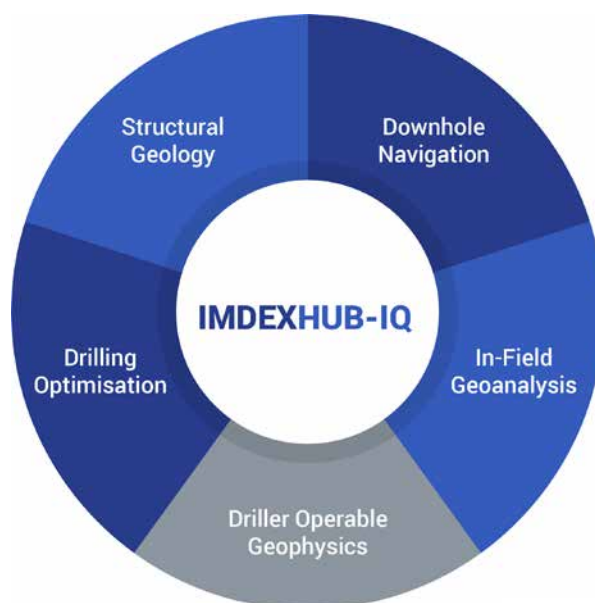 Structural
Geology
Downhole
Navigation
IMDEXHUB-IQ
Drilling
Optimisation
In-Field
Geoanalysis
Driller Operable
Geophysics